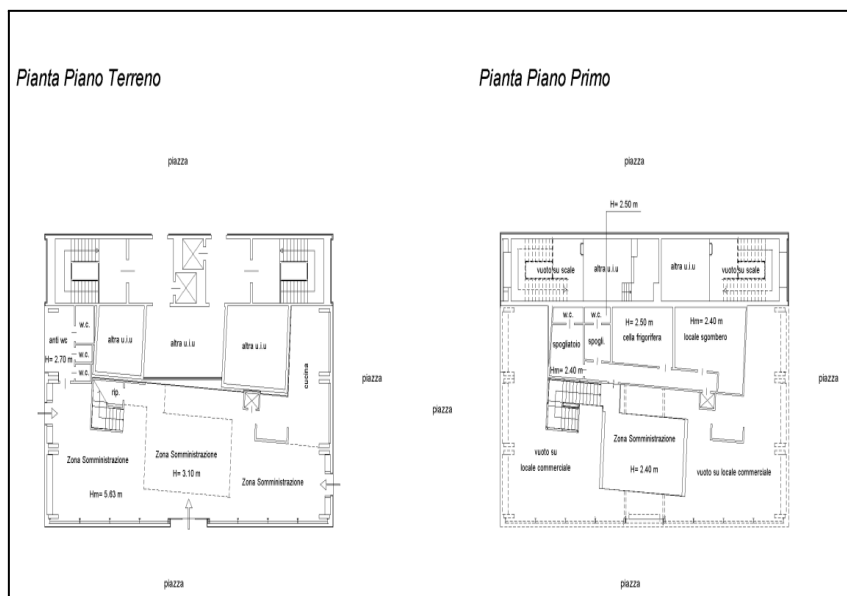 Pianta Piano Terreno
piazza
w.c.
anti wc
w.c.
H= 2.70 m
w.c.
altra u.i.u
altra u.i.u
altra u.i.u
cucina
rip.
piazza
Zona Somministrazione
Zona Somministrazione
H= 3.10 m
Zona Somministrazione
Hm= 5.63 m
piazza
Pianta Piano Primo
piazza
H= 2.50 m
vuoto su scale
altra u.i.u
altra u.i.u
vuoto su scale
w.c.
w.c.
spogliatoio
spogl.
H= 2.50 m
cella frigorifera
Hm= 2.40 m
locale sgombero
Hm= 2.40 m
piazza
piazza
Zona Somministrazione
H= 2.40 m
vuoto su
locale commerciale
vuoto su locale commerciale
piazza